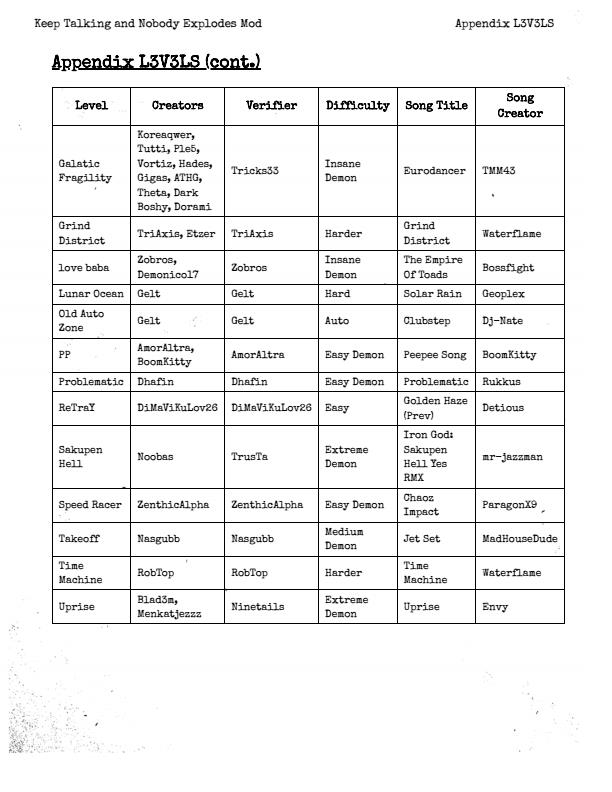 Keep Talking and Nobody Explodes Mod Appendix L3V3LS
Appendix L3V3LS (cont.)
Level Creators Verifier Difficulty Song Title Song Creator
Galatic Fragility Koreaqwer, Tutti, Ple5, Vortiz, Hades, Gigas, ATHG, Theta, Dark Boshy, Dorami Tricks33 Insane Demon Eurodancer TMM43
Grind District TriAxis, Etzer TriAxis Harder Grind District Waterflame
love baba Zobros, Demonico17 Zobros Insane Demon The Empire Of Toads Bossfight
Lunar Ocean Gelt Gelt Hard Solar Rain Geoplex
Old Auto Zone Gelt Gelt Auto Clubstep Dj-Nate
PP AmorAltra, BoomKitty AmorAltra Easy Demon Peepee Song BoomKitty
Problematic Dhafin Dhafin Easy Demon Problematic Rukkus
ReTraY DiMaViKuLov26 DiMaViKuLov26 Easy Golden Haze (Prev) Detious
Sakupen Hell Noobas TrusTa Extreme Demon Iron God: Sakupen Hell Yes RMX mr-jazzman
Speed Racer ZenthicAlpha ZenthicAlpha Easy Demon Chaoz Impact ParagonX9
Takeoff Nasgubb Nasgubb Medium Demon Jet Set MadHouseDude
Time Machine RobTop RobTop Harder Time Machine Waterflame
Uprise Blad3m, Menkatjezzz Ninetails Extreme Demon Uprise Envy